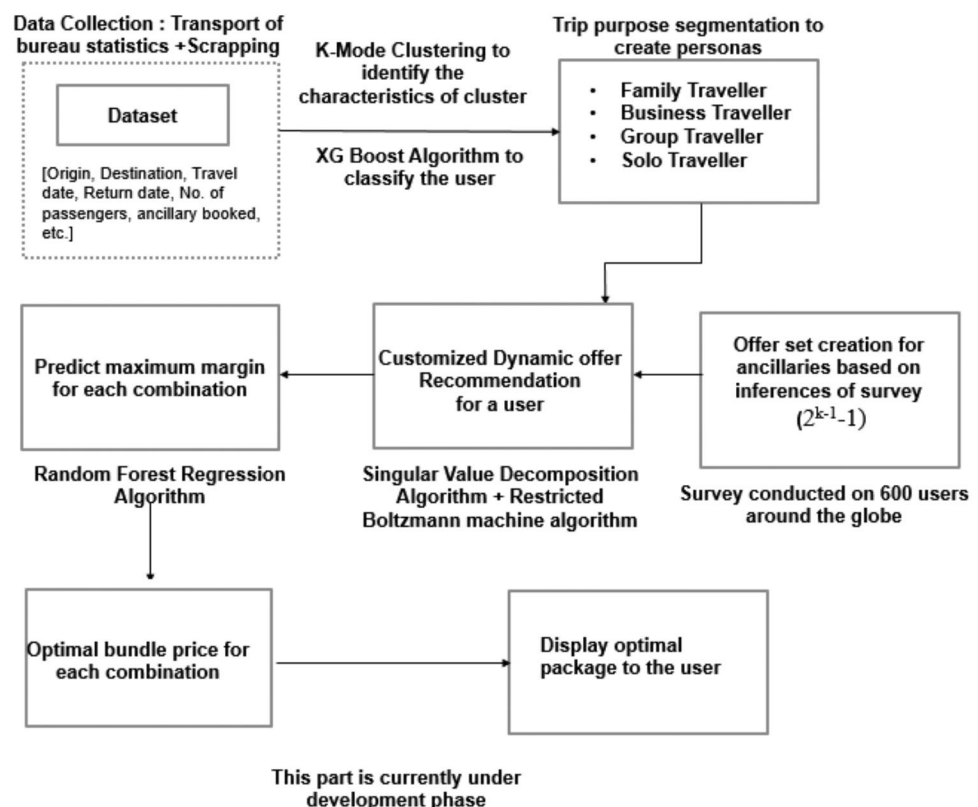 Data Collection : Transport of
bureau statistics +Scrapping
Dataset
[Origin, Destination, Travel
date, Return date, No. of
passengers, ancillary booked,
etc.]
K-Mode Clustering to
identify the
characteristics of cluster
XG Boost Algorithm to
classify the user
Trip purpose segmentation to
create personas
• Family Traveller
• Business Traveller
• Group Traveller
• Solo Traveller
Predict maximum margin
for each combination
Random Forest Regression
Algorithm
Customized Dynamic offer
Recommendation
for a user
Singular Value Decomposition
Algorithm + Restricted
Boltzmann machine algorithm
Offer set creation for
ancillaries based on
inferences of survey
(2^{k-1}-1)
Survey conducted on 600 users
around the globe
Optimal bundle price for
each combination
Display optimal
package to the user
This part is currently under
development phase